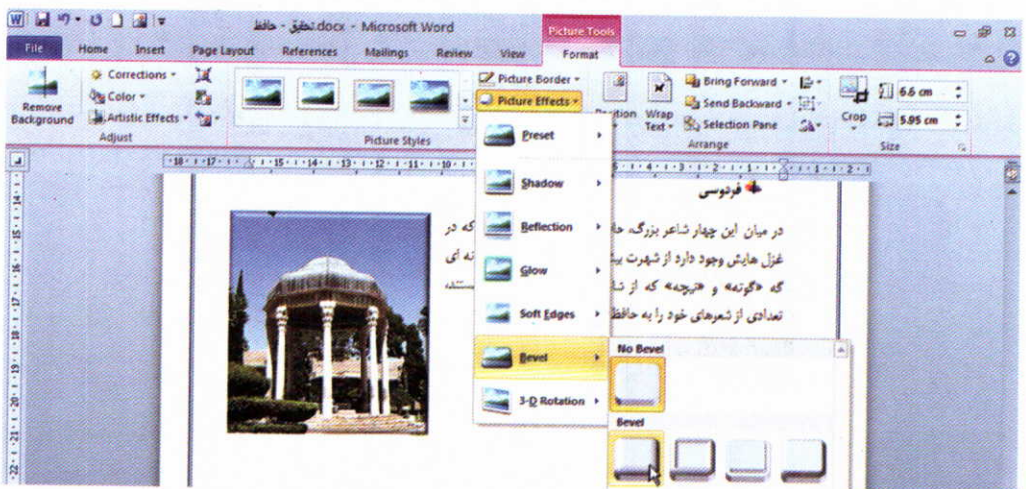 تحقیق - حافظ.docx - Microsoft Word
Picture Tools
File Home Insert Page Layout References Mailings Review View Format
Remove Background
Corrections
Color
Artistic Effects
Adjust
Picture Styles
Picture Border
Picture Effects
Wrap Text
Bring Forward
Send Backward
Selection Pane
Arrange
Crop
6.6 cm
5.95 cm
Size
Preset
Shadow
Reflection
Glow
Soft Edges
Bevel
3-D Rotation
No Bevel
Bevel
فردوسی
در میان این چهار شاعر بزرگ، که در
غزل هایش وجود دارد از شهرت
که «گوته» و «نیچه» که از
تعدادی از شعرهای خود را به حافظ